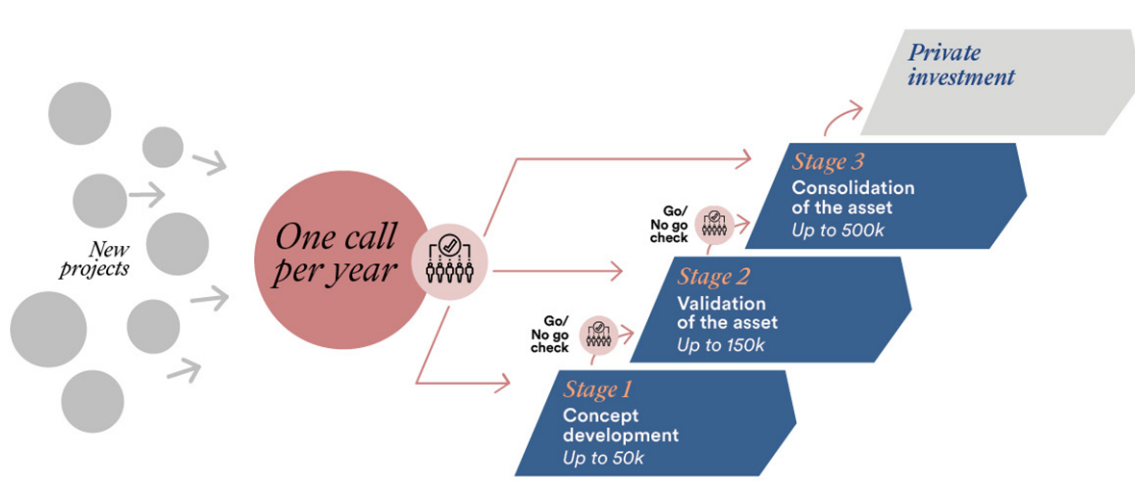 New
projects
One call
per year
Go/
No go
check
Stage 1
Concept
development
Up to 50k
Go/
No go
check
Stage 2
Validation
of the asset
Up to 150k
Stage 3
Consolidation
of the asset
Up to 500k
Private
investment